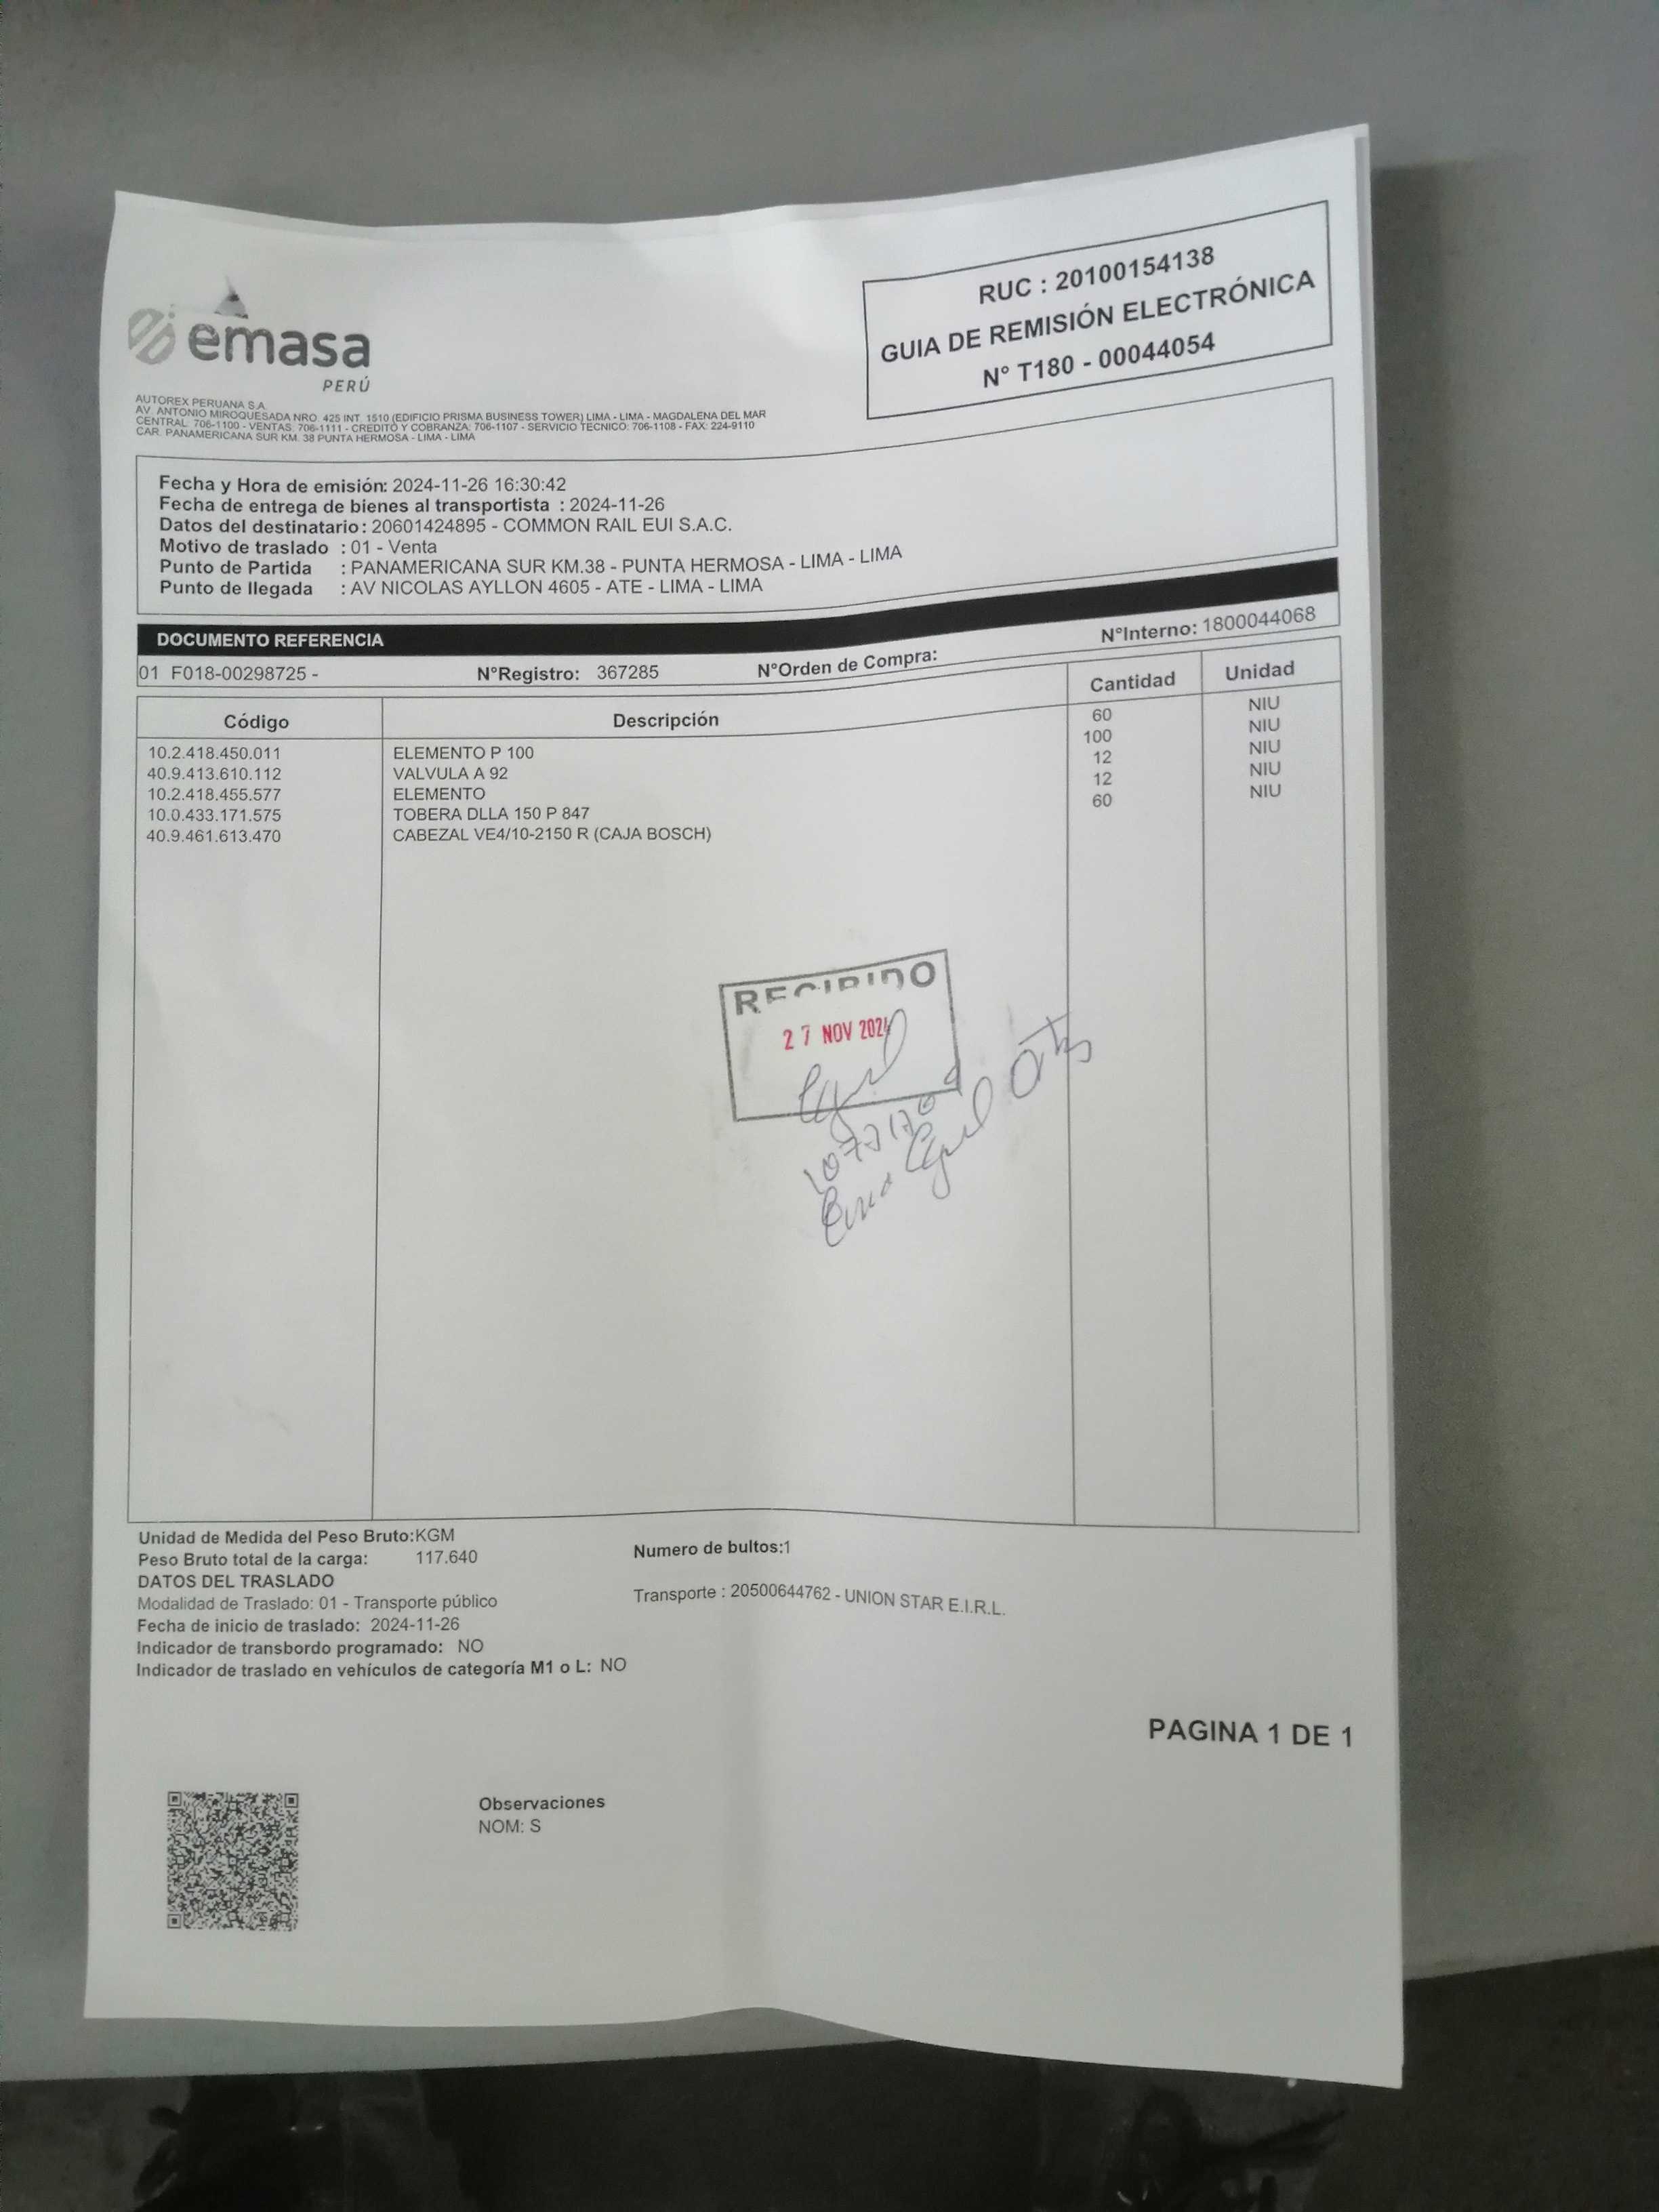 emasa
PERÚ
RUC : 20100154138
GUIA DE REMISIÓN ELECTRÓNICA
N° T180 - 00044054
AUTOREX PERUANA S.A.
AV. ANTONIO MIROQUESADA NRO. 425 INT. 1510 (EDIFICIO PRISMA BUSINESS TOWER) LIMA - LIMA - MAGDALENA DEL MAR
CENTRAL: 706-1100 - VENTAS: 706-1111 - CREDITO Y COBRANZA: 706-1107 - SERVICIO TECNICO: 706-1108 - FAX: 224-9110
CAR. PANAMERICANA SUR KM. 38 PUNTA HERMOSA - LIMA - LIMA
Fecha y Hora de emisión: 2024-11-26 16:30:42
Fecha de entrega de bienes al transportista : 2024-11-26
Datos del destinatario: 20601424895 - COMMON RAIL EUI S.A.C.
Motivo de traslado : 01 - Venta
Punto de Partida : PANAMERICANA SUR KM.38 - PUNTA HERMOSA - LIMA - LIMA
Punto de llegada : AV NICOLAS AYLLON 4605 - ATE - LIMA - LIMA
DOCUMENTO REFERENCIA
01 F018-00298725 - N°Registro: 367285 N°Orden de Compra: N°Interno: 1800044068
Código Descripción Cantidad Unidad
10.2.418.450.011 ELEMENTO P 100 60 NIU
40.9.413.610.112 VALVULA A 92 100 NIU
10.2.418.455.577 ELEMENTO 12 NIU
10.0.433.171.575 TOBERA DLLA 150 P 847 12 NIU
40.9.461.613.470 CABEZAL VE4/10-2150 R (CAJA BOSCH) 60 NIU
RECIBIDO
27 NOV 2024
Unidad de Medida del Peso Bruto:KGM
Peso Bruto total de la carga: 117.640
Numero de bultos:1
DATOS DEL TRASLADO
Modalidad de Traslado: 01 - Transporte público
Transporte : 20500644762 - UNION STAR E.I.R.L.
Fecha de inicio de traslado: 2024-11-26
Indicador de transbordo programado: NO
Indicador de traslado en vehículos de categoría M1 o L: NO
PAGINA 1 DE 1
Observaciones
NOM: S